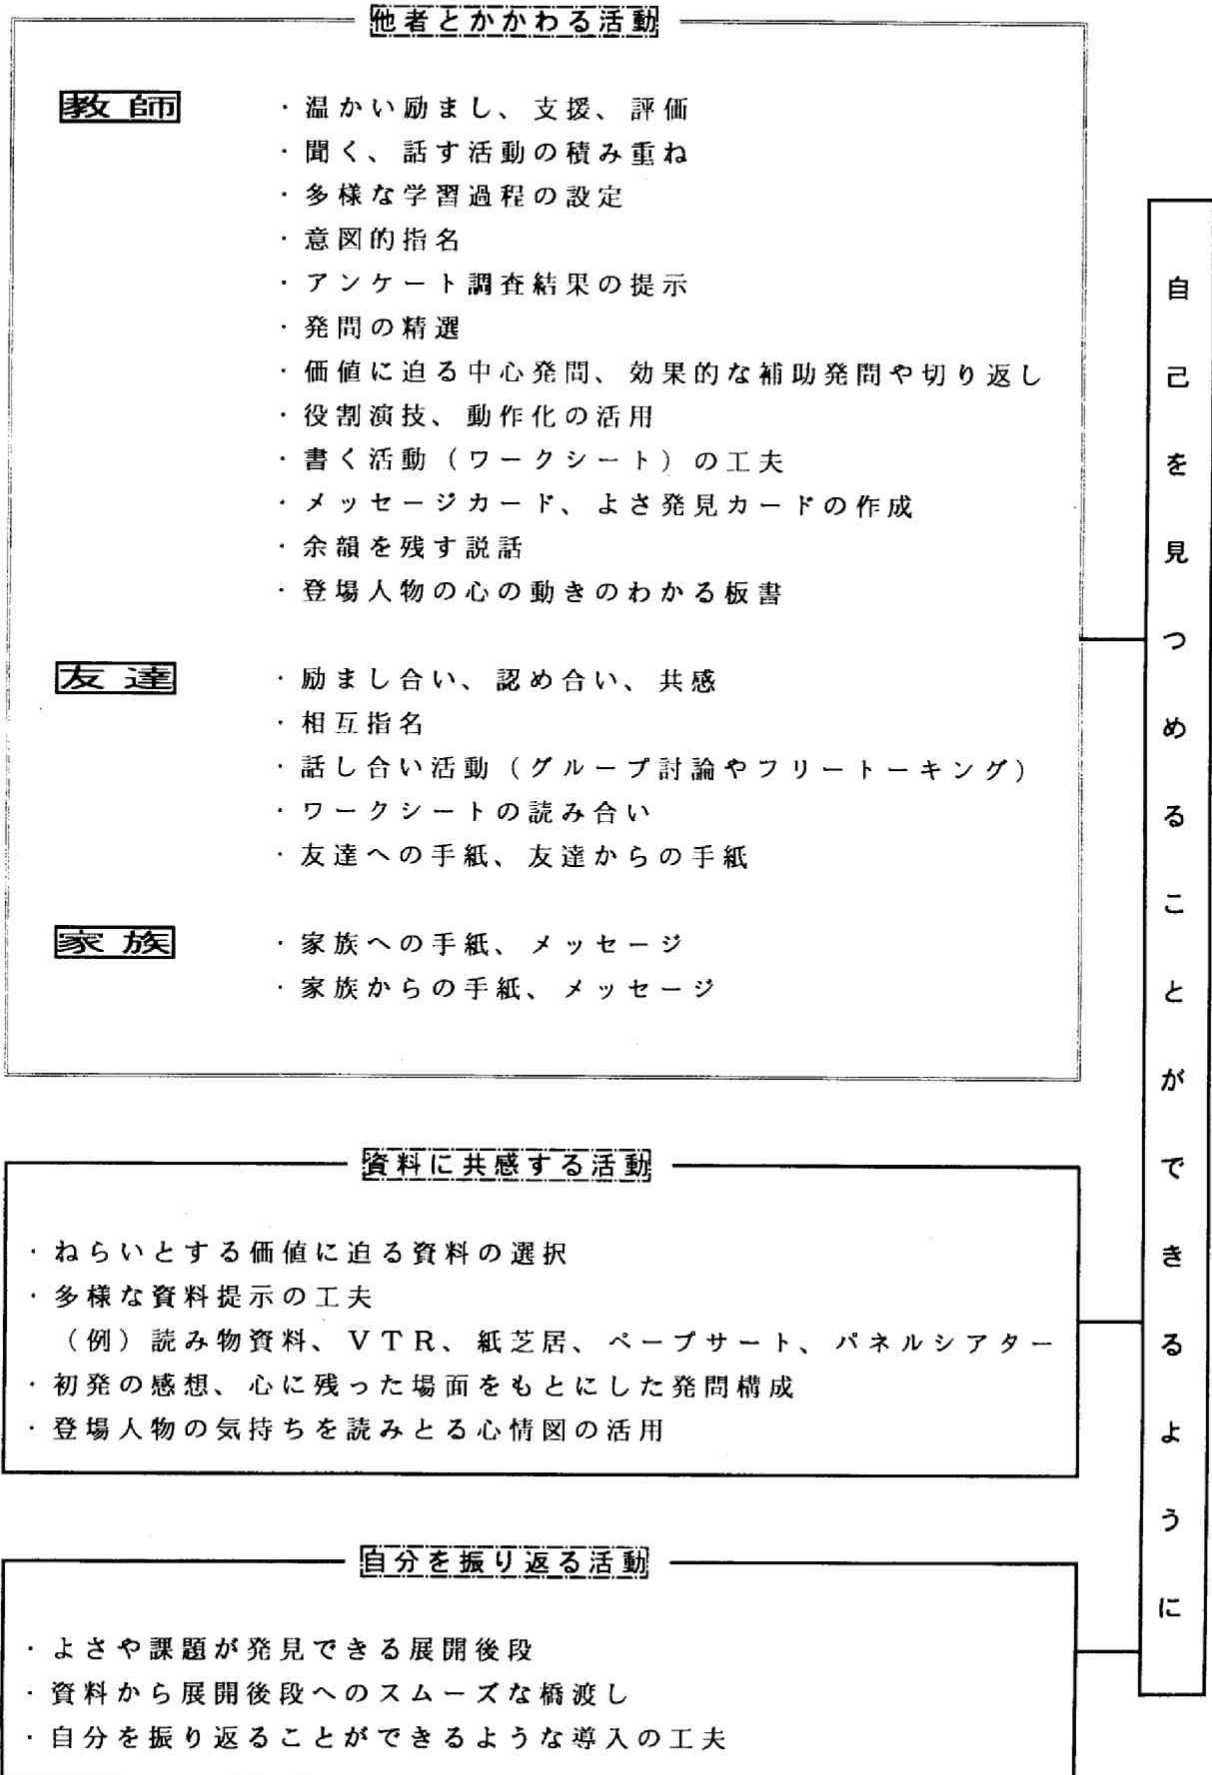 他者とかかわる活動
教師
・温かい励まし、支援、評価
・聞く、話す活動の積み重ね
・多様な学習過程の設定
・意図的指名
・アンケート調査結果の提示
・発問の精選
・価値に迫る中心発問、効果的な補助発問や切り返し
・役割演技、動作化の活用
・書く活動（ワークシート）の工夫
・メッセージカード、よさ発見カードの作成
・余韻を残す説話
・登場人物の心の動きのわかる板書
友達
・励まし合い、認め合い、共感
・相互指名
・話し合い活動（グループ討論やフリートーキング）
・ワークシートの読み合い
・友達への手紙、友達からの手紙
家族
・家族への手紙、メッセージ
・家族からの手紙、メッセージ
資料に共感する活動
・ねらいとする価値に迫る資料の選択
・多様な資料提示の工夫
（例）読み物資料、ＶＴＲ、紙芝居、ペープサート、パネルシアター
・初発の感想、心に残った場面をもとにした発問構成
・登場人物の気持ちを読みとる心情図の活用
自分を振り返る活動
・よさや課題が発見できる展開後段
・資料から展開後段へのスムーズな橋渡し
・自分を振り返ることができるような導入の工夫
自己を見つめることができるように